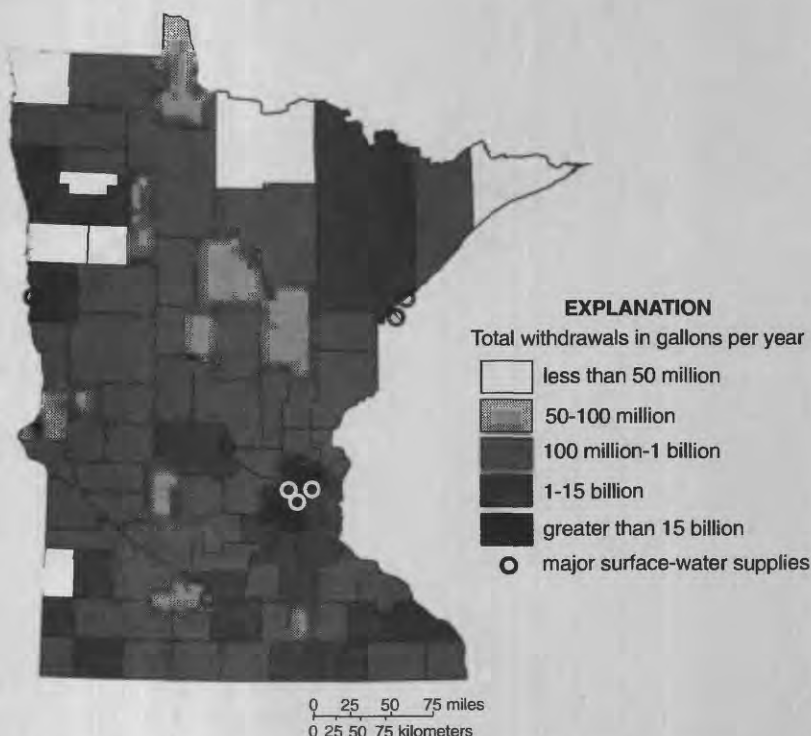 EXPLANATION
Total withdrawals in gallons per year
less than 50 million
50-100 million
100 million-1 billion
1-15 billion
greater than 15 billion
major surface-water supplies
0 25 50 75 miles
0 25 50 75 kilometers